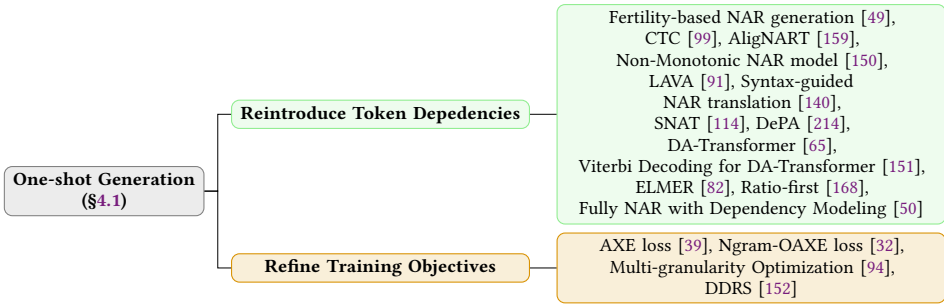 Fertility-based NAR generation [49],
CTC [99], AligNART [159],
Non-Monotonic NAR model [150],
LAVA [91], Syntax-guided
NAR translation [140],
SNAT [114], DePA [214],
DA-Transformer [65],
Viterbi Decoding for DA-Transformer [151],
ELMER [82], Ratio-first [168],
Fully NAR with Dependency Modeling [50]
Reintroduce Token Depedencies
One-shot Generation
(§4.1)
Refine Training Objectives
AXE loss [39], Ngram-OAXE loss [32],
Multi-granularity Optimization [94],
DDRS [152]